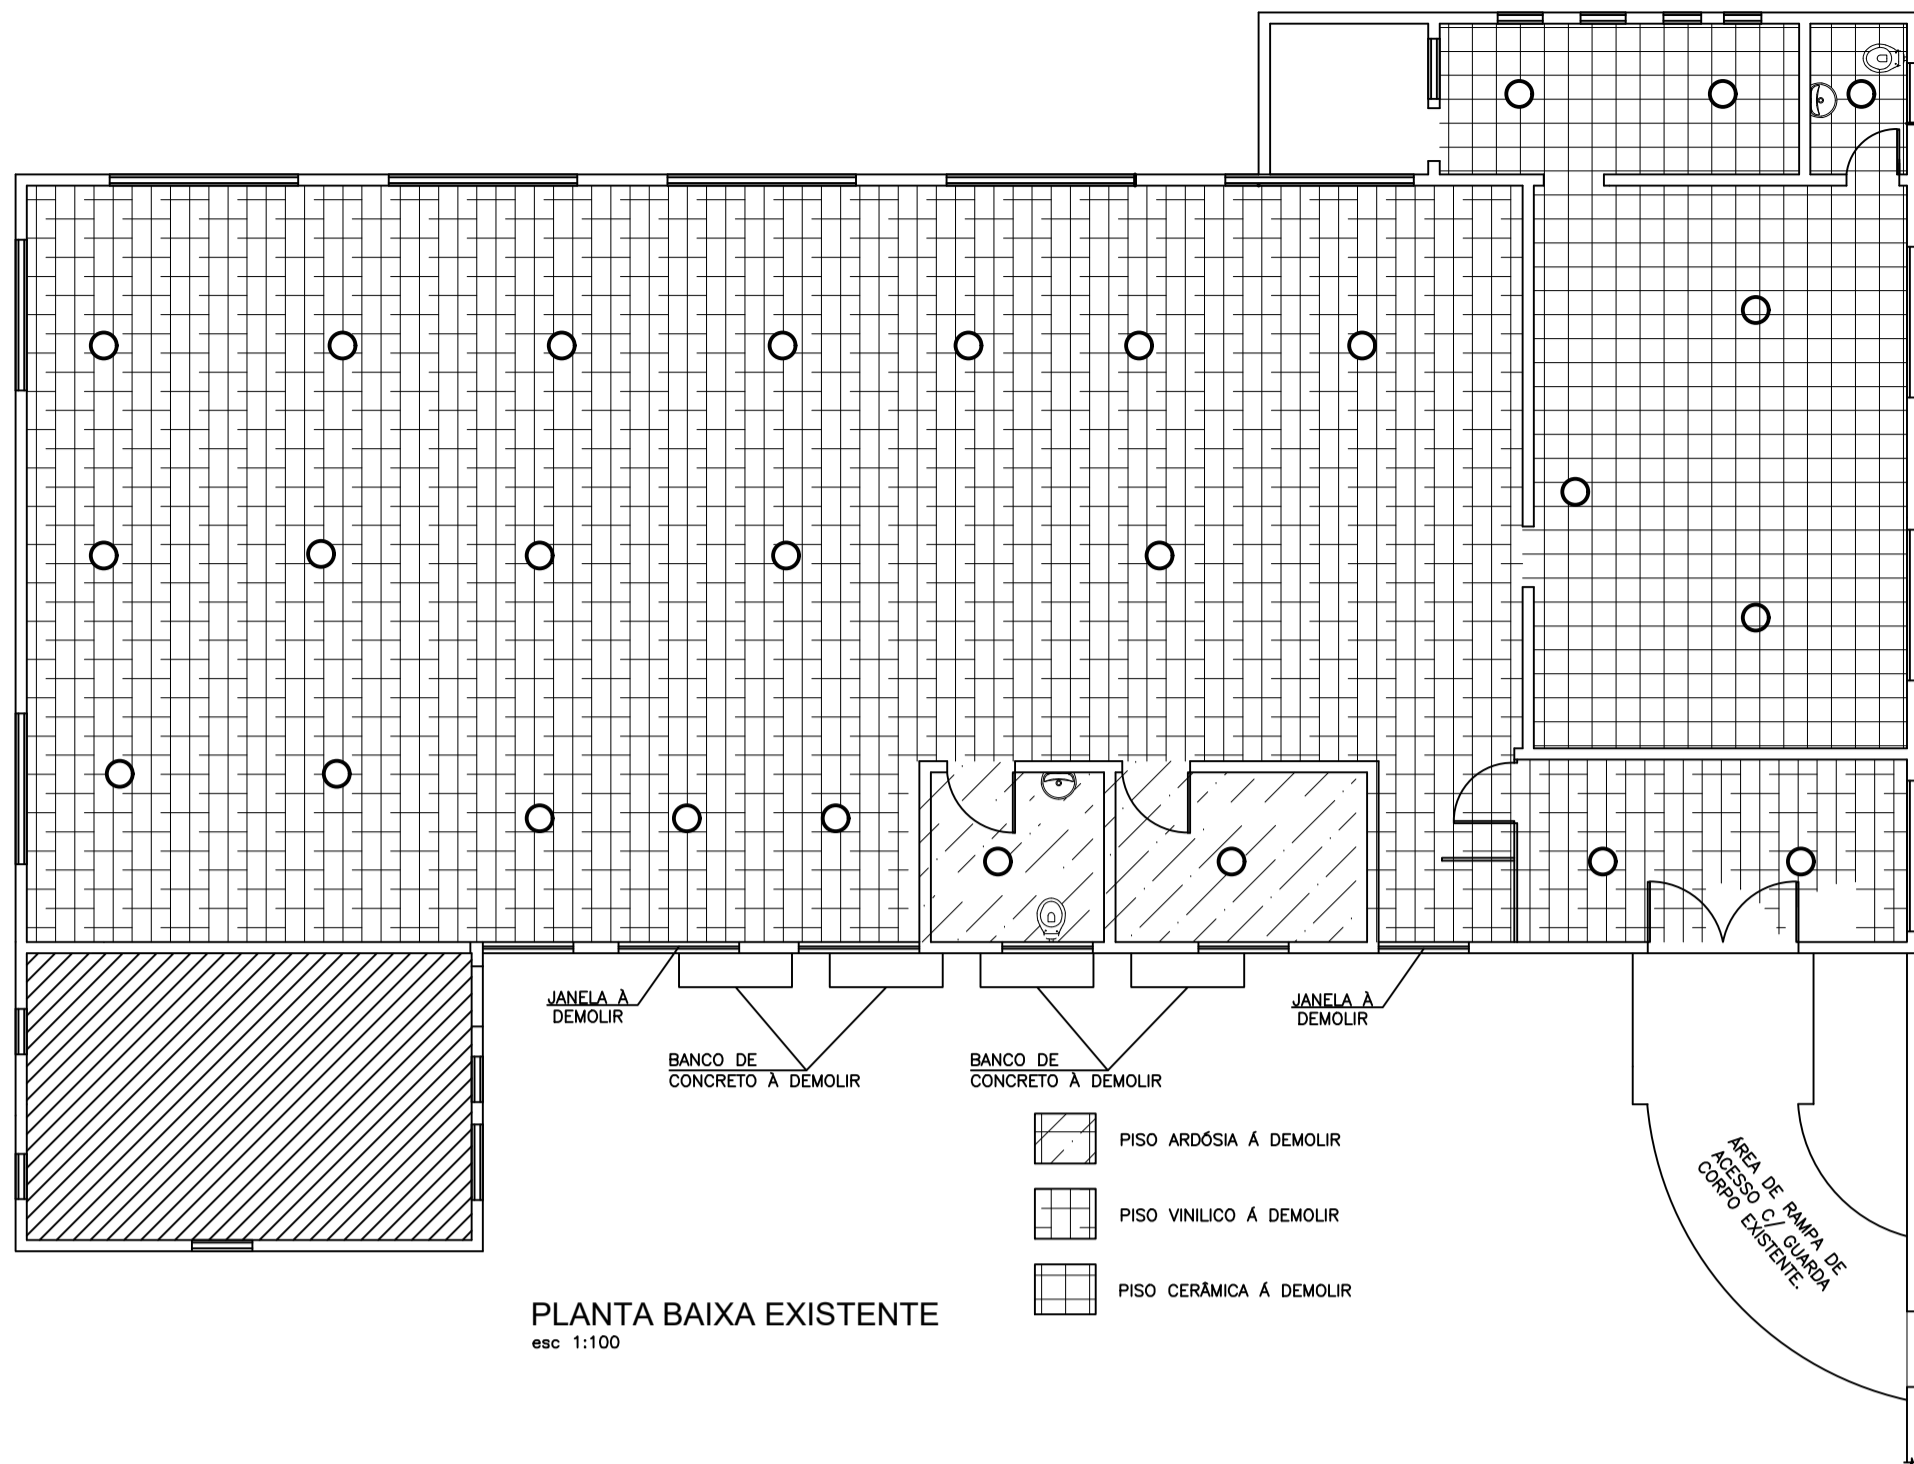 JANELA À
DEMOLIR
JANELA À
DEMOLIR
BANCO DE
CONCRETO À DEMOLIR
BANCO DE
CONCRETO À DEMOLIR
PISO ARDÓSIA Á DEMOLIR
PISO VINILICO Á DEMOLIR
PISO CERÂMICA Á DEMOLIR
ÁREA DE RAMPA DE
ACESSO C/ GUARDA
CORPO EXISTENTE.
PLANTA BAIXA EXISTENTE
esc 1:100